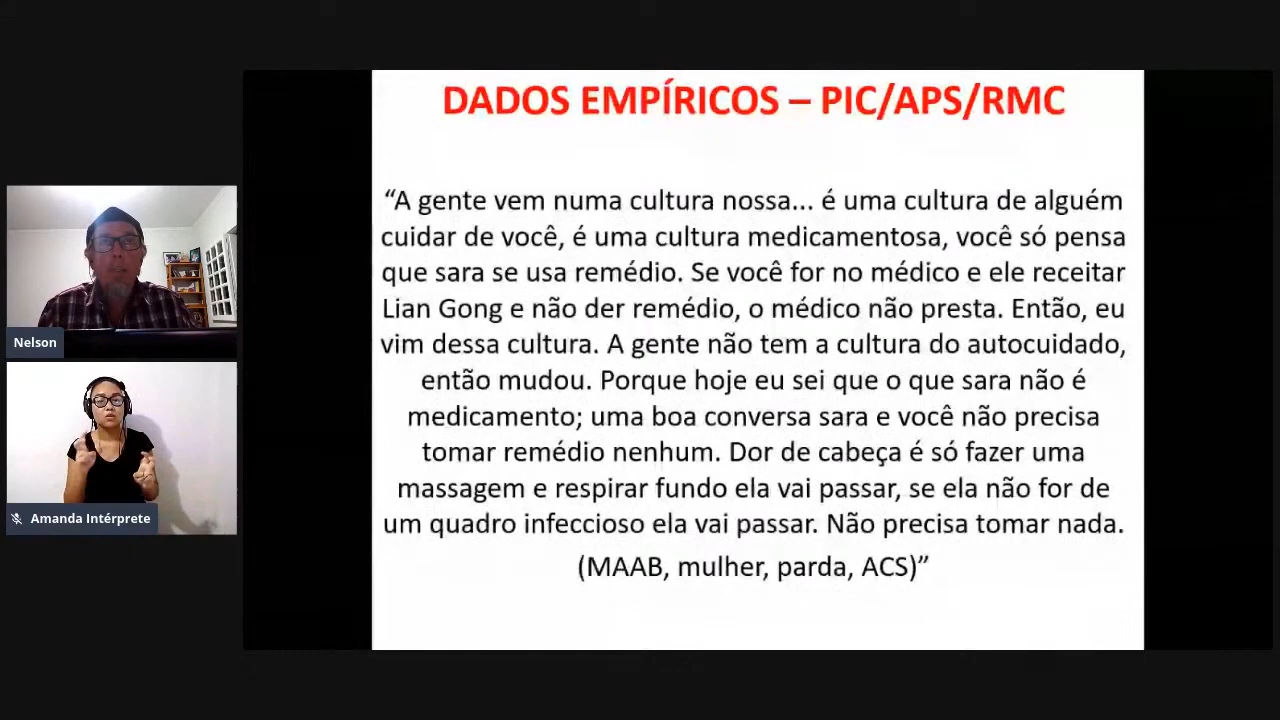 DADOS EMPÍRICOS – PIC/APS/RMC
“A gente vem numa cultura nossa... é uma cultura de alguém
cuidar de você, é uma cultura medicamentosa, você só pensa
que sara se usa remédio. Se você for no médico e ele receitar
Lian Gong e não der remédio, o médico não presta. Então, eu
vim dessa cultura. A gente não tem a cultura do autocuidado,
então mudou. Porque hoje eu sei que o que sara não é
medicamento; uma boa conversa sara e você não precisa
tomar remédio nenhum. Dor de cabeça é só fazer uma
massagem e respirar fundo ela vai passar, se ela não for de
um quadro infeccioso ela vai passar. Não precisa tomar nada.
(MAAB, mulher, parda, ACS)”
Nelson
Amanda Intérprete